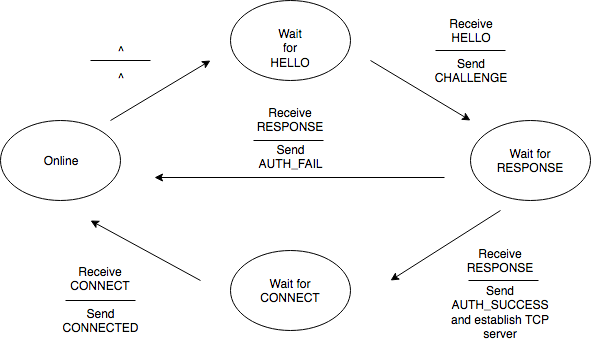 Wait
for
HELLO
Receive
HELLO
Send
CHALLENGE
^
^
Receive
RESPONSE
Send
AUTH_FAIL
Online
Wait for
RESPONSE
Receive
CONNECT
Send
CONNECTED
Wait for
CONNECT
Receive
RESPONSE
Send
AUTH_SUCCESS
and establish TCP
server